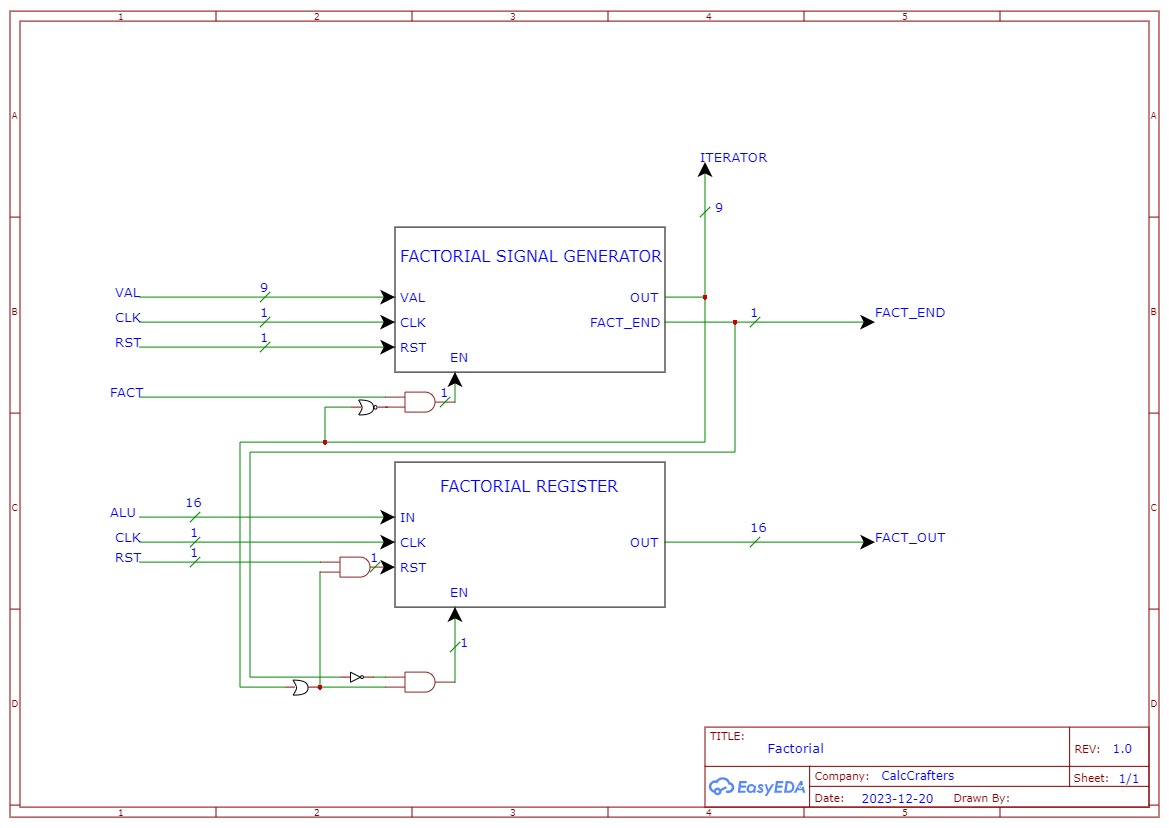 1 2 3 4 5
A A
ITERATOR
9
FACTORIAL SIGNAL GENERATOR
VAL 9 VAL OUT
B B
CLK 1 CLK FACT_END 1 FACT_END
RST 1 RST
EN
FACT 1
FACTORIAL REGISTER
C C
ALU 16 IN
CLK 1 CLK OUT 16 FACT_OUT
RST 1 1 RST
EN
1
D D
TITLE:
Factorial
REV: 1.0
EasyEDA
Company: CalcCrafters
Sheet: 1/1
Date: 2023-12-20 Drawn By:
1 2 3 4 5